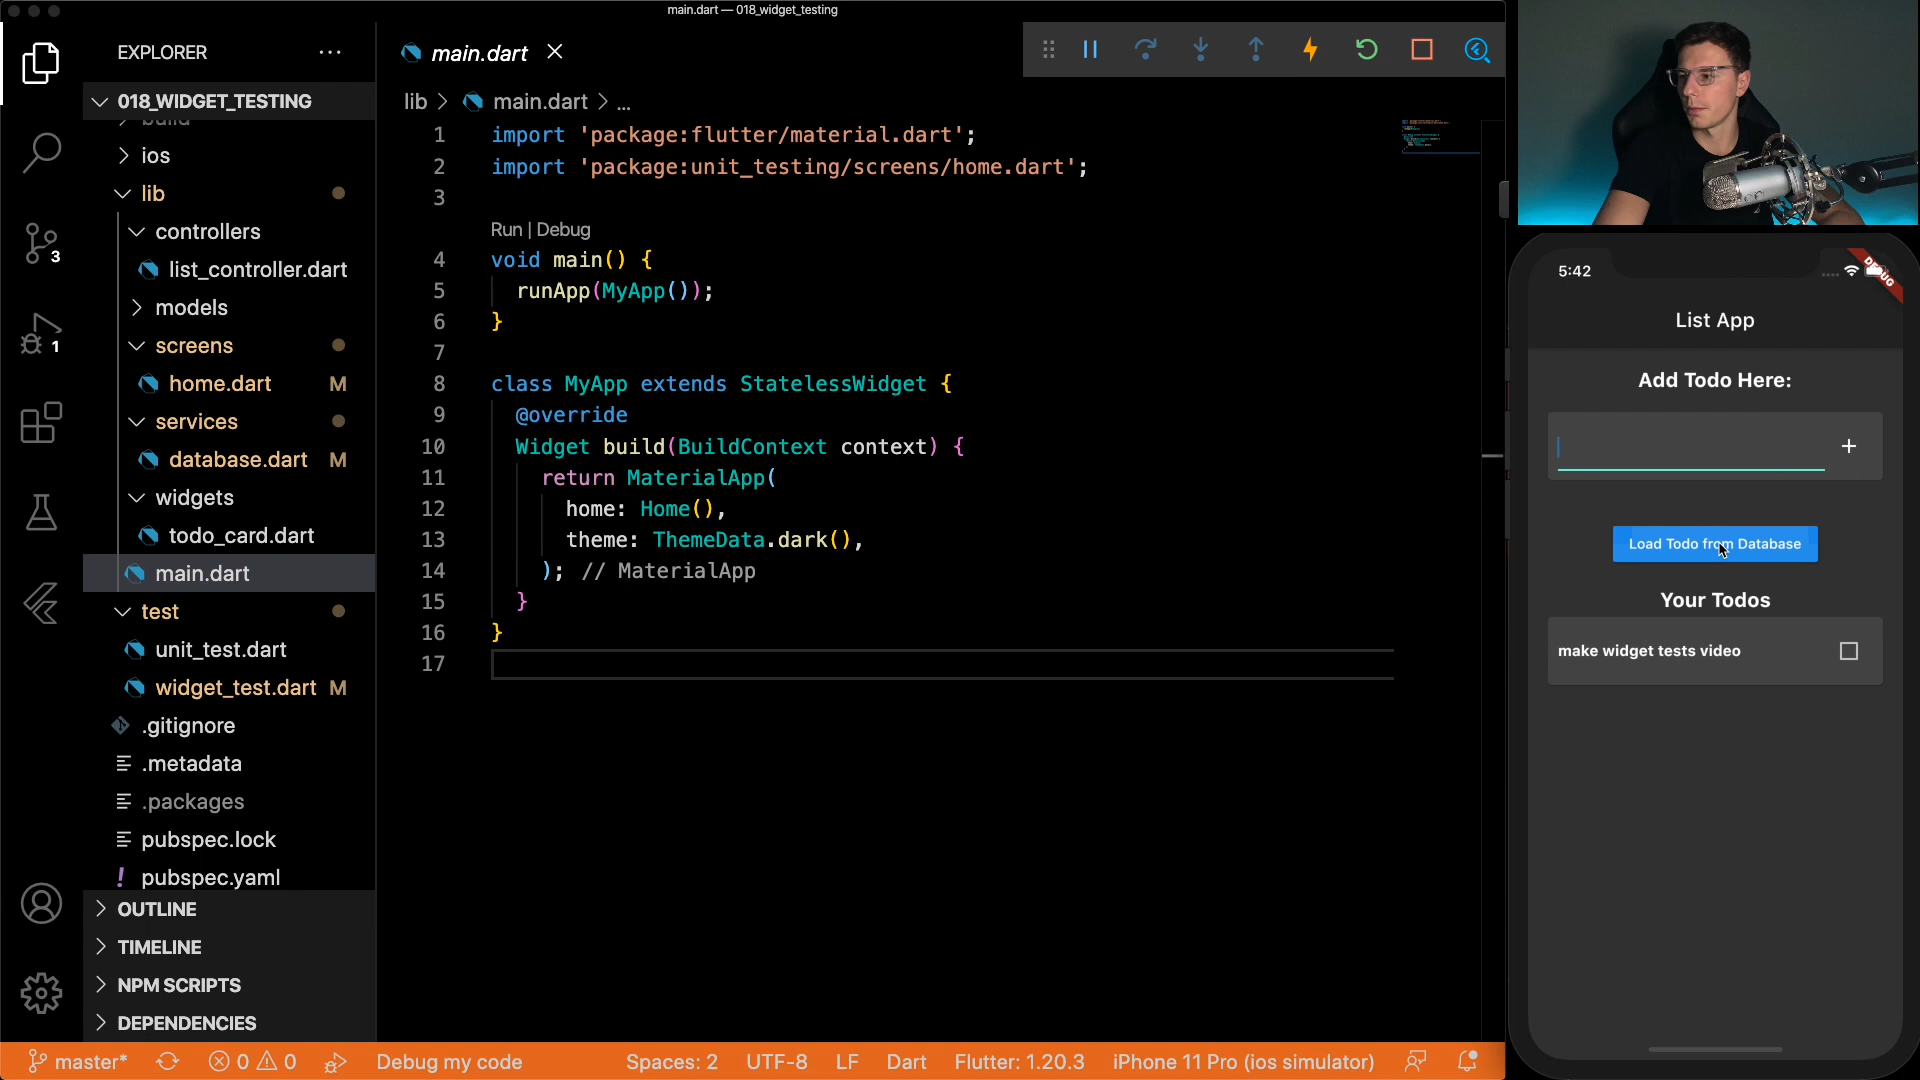 main.dart — 018_widget_testing
EXPLORER
main.dart
018_WIDGET_TESTING
build
ios
lib
controllers
list_controller.dart
models
screens
home.dart M
services
database.dart M
widgets
todo_card.dart
main.dart
test
unit_test.dart
widget_test.dart M
.gitignore
.metadata
.packages
pubspec.lock
! pubspec.yaml
OUTLINE
TIMELINE
NPM SCRIPTS
DEPENDENCIES
3
1
lib > main.dart > ...
1 import 'package:flutter/material.dart';
2 import 'package:unit_testing/screens/home.dart';
3
Run | Debug
4 void main() {
5 runApp(MyApp());
6 }
7
8 class MyApp extends StatelessWidget {
9 @override
10 Widget build(BuildContext context) {
11 return MaterialApp(
12 home: Home(),
13 theme: ThemeData.dark(),
14 ); // MaterialApp
15 }
16 }
17
5:42
DEBUG
List App
Add Todo Here:
+
Load Todo from Database
Your Todos
make widget tests video
master* 0 0 Debug my code Spaces: 2 UTF-8 LF Dart Flutter: 1.20.3 iPhone 11 Pro (ios simulator)